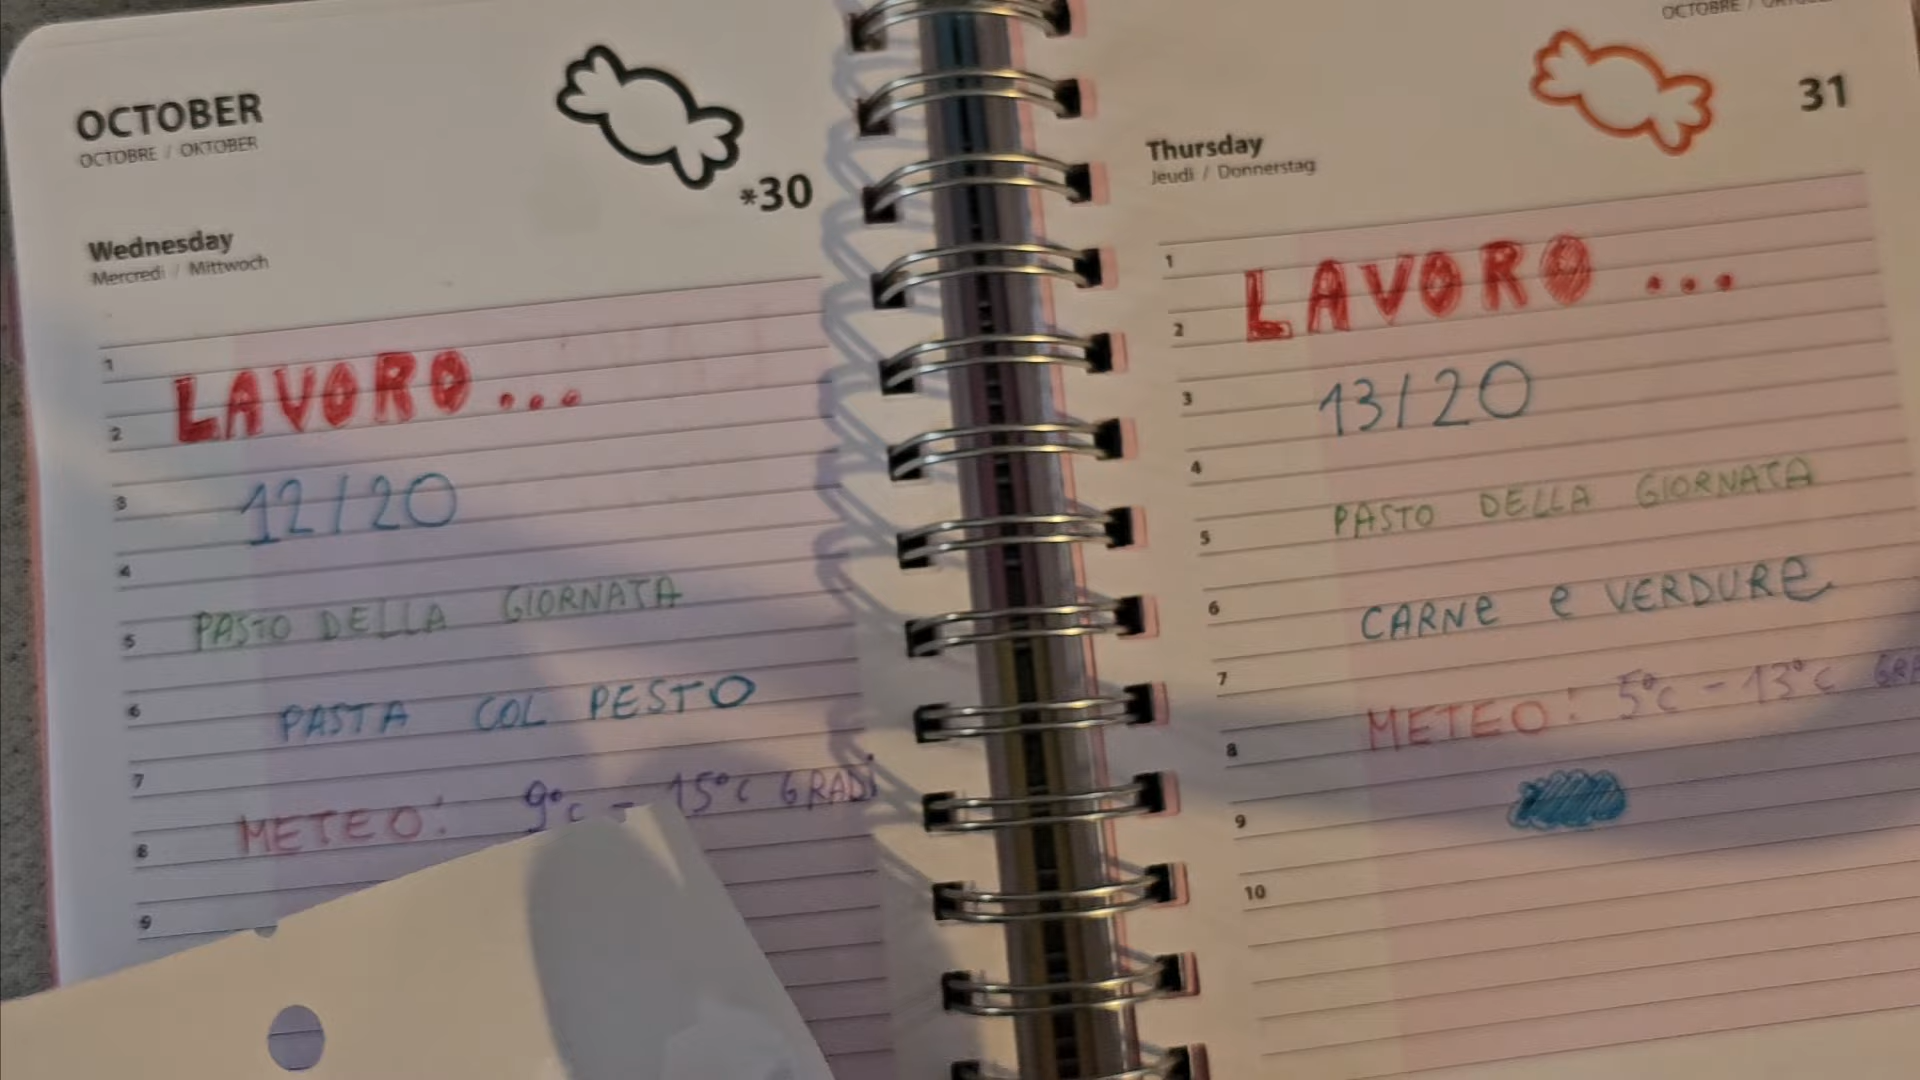 OCTOBER
OCTOBRE / OKTOBER
*30
Wednesday
Mercredi / Mittwoch
1
LAVORO...
2
3
12/20
4
5
PASTO DELLA GIORNATA
6
PASTA COL PESTO
7
METEO: 9°C - 15°C GRADI
8
9
OCTOBRE /
31
Thursday
Jeudi / Donnerstag
1
LAVORO...
2
3
13/20
4
PASTO DELLA GIORNATA
5
6
CARNe e VERDURe
7
METEO: 5°C - 13°C GRA
8
9
10